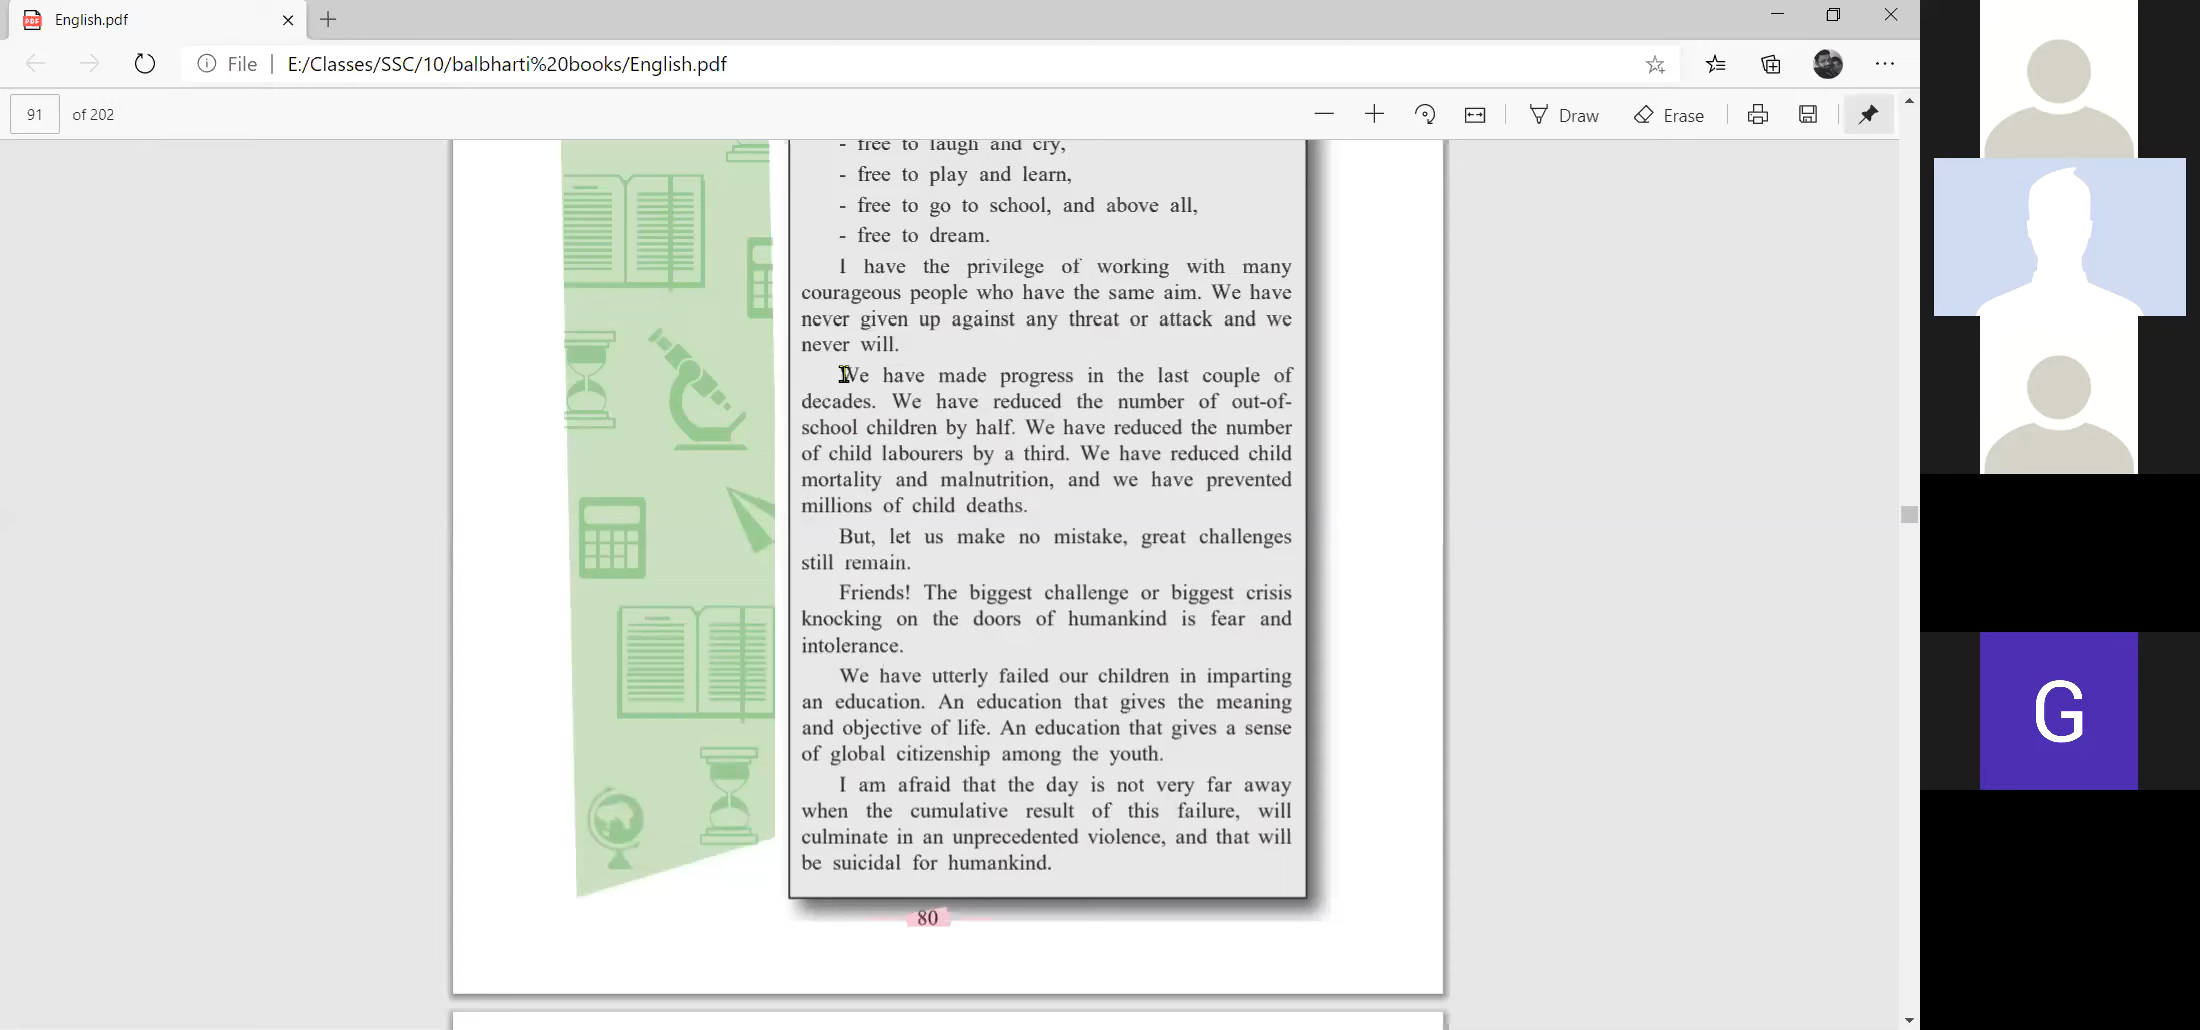 English.pdf
File | E:/Classes/SSC/10/balbharti%20books/English.pdf
91 of 202
Draw
Erase
- free to laugh and cry,
- free to play and learn,
- free to go to school, and above all,
- free to dream.
I have the privilege of working with many
courageous people who have the same aim. We have
never given up against any threat or attack and we
never will.
We have made progress in the last couple of
decades. We have reduced the number of out-of-
school children by half. We have reduced the number
of child labourers by a third. We have reduced child
mortality and malnutrition, and we have prevented
millions of child deaths.
But, let us make no mistake, great challenges
still remain.
Friends! The biggest challenge or biggest crisis
knocking on the doors of humankind is fear and
intolerance.
We have utterly failed our children in imparting
an education. An education that gives the meaning
and objective of life. An education that gives a sense
of global citizenship among the youth.
I am afraid that the day is not very far away
when the cumulative result of this failure, will
culminate in an unprecedented violence, and that will
be suicidal for humankind.
80
G